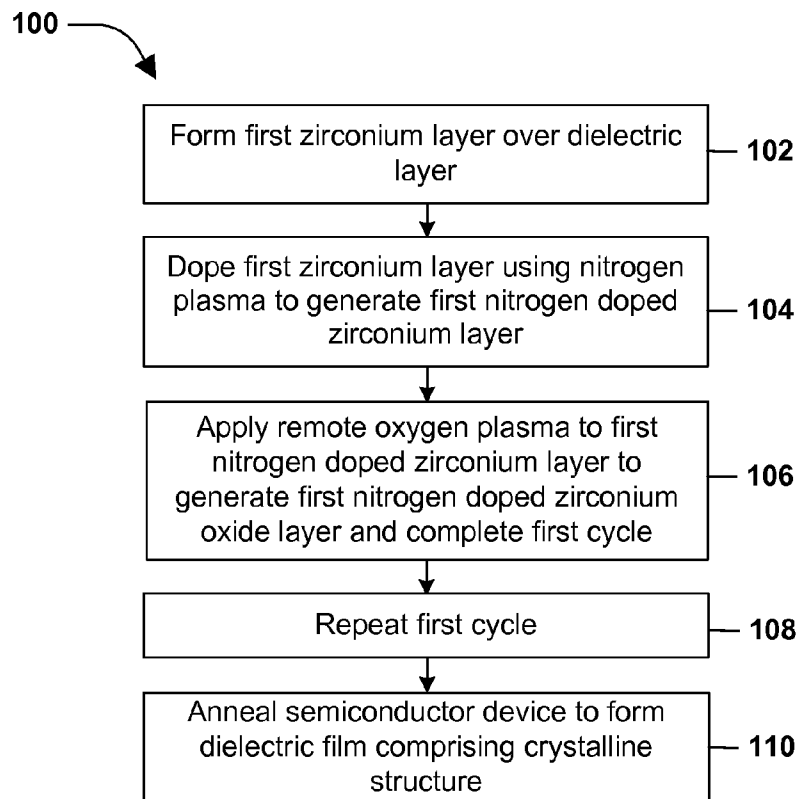 100
Form first zirconium layer over dielectric
layer
102
Dope first zirconium layer using nitrogen
plasma to generate first nitrogen doped
zirconium layer
104
Apply remote oxygen plasma to first
nitrogen doped zirconium layer to
generate first nitrogen doped zirconium
oxide layer and complete first cycle
106
Repeat first cycle
108
Anneal semiconductor device to form
dielectric film comprising crystalline
structure
110